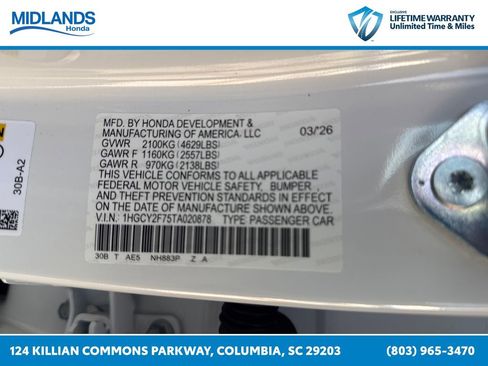 MIDLANDS
Honda
EXCLUSIVE
LIFETIME WARRANTY
Unlimited Time & Miles
30B-A2
MFD. BY HONDA DEVELOPMENT &
MANUFACTURING OF AMERICA, LLC 03/'26
GVWR 2100KG(4629LBS)
GAWR F 1160KG(2557LBS)
GAWR R 970KG(2138LBS)
THIS VEHICLE CONFORMS TO ALL APPLICABLE
FEDERAL MOTOR VEHICLE SAFETY, BUMPER,
AND THEFT PREVENTION STANDARDS IN EFFECT
ON THE DATE OF MANUFACTURE SHOWN ABOVE.
V.I.N.: 1HGCY2F75TA020878 TYPE PASSENGER CAR
30B T AE5 NH883P Z A
124 KILLIAN COMMONS PARKWAY, COLUMBIA, SC 29203
(803) 965-3470